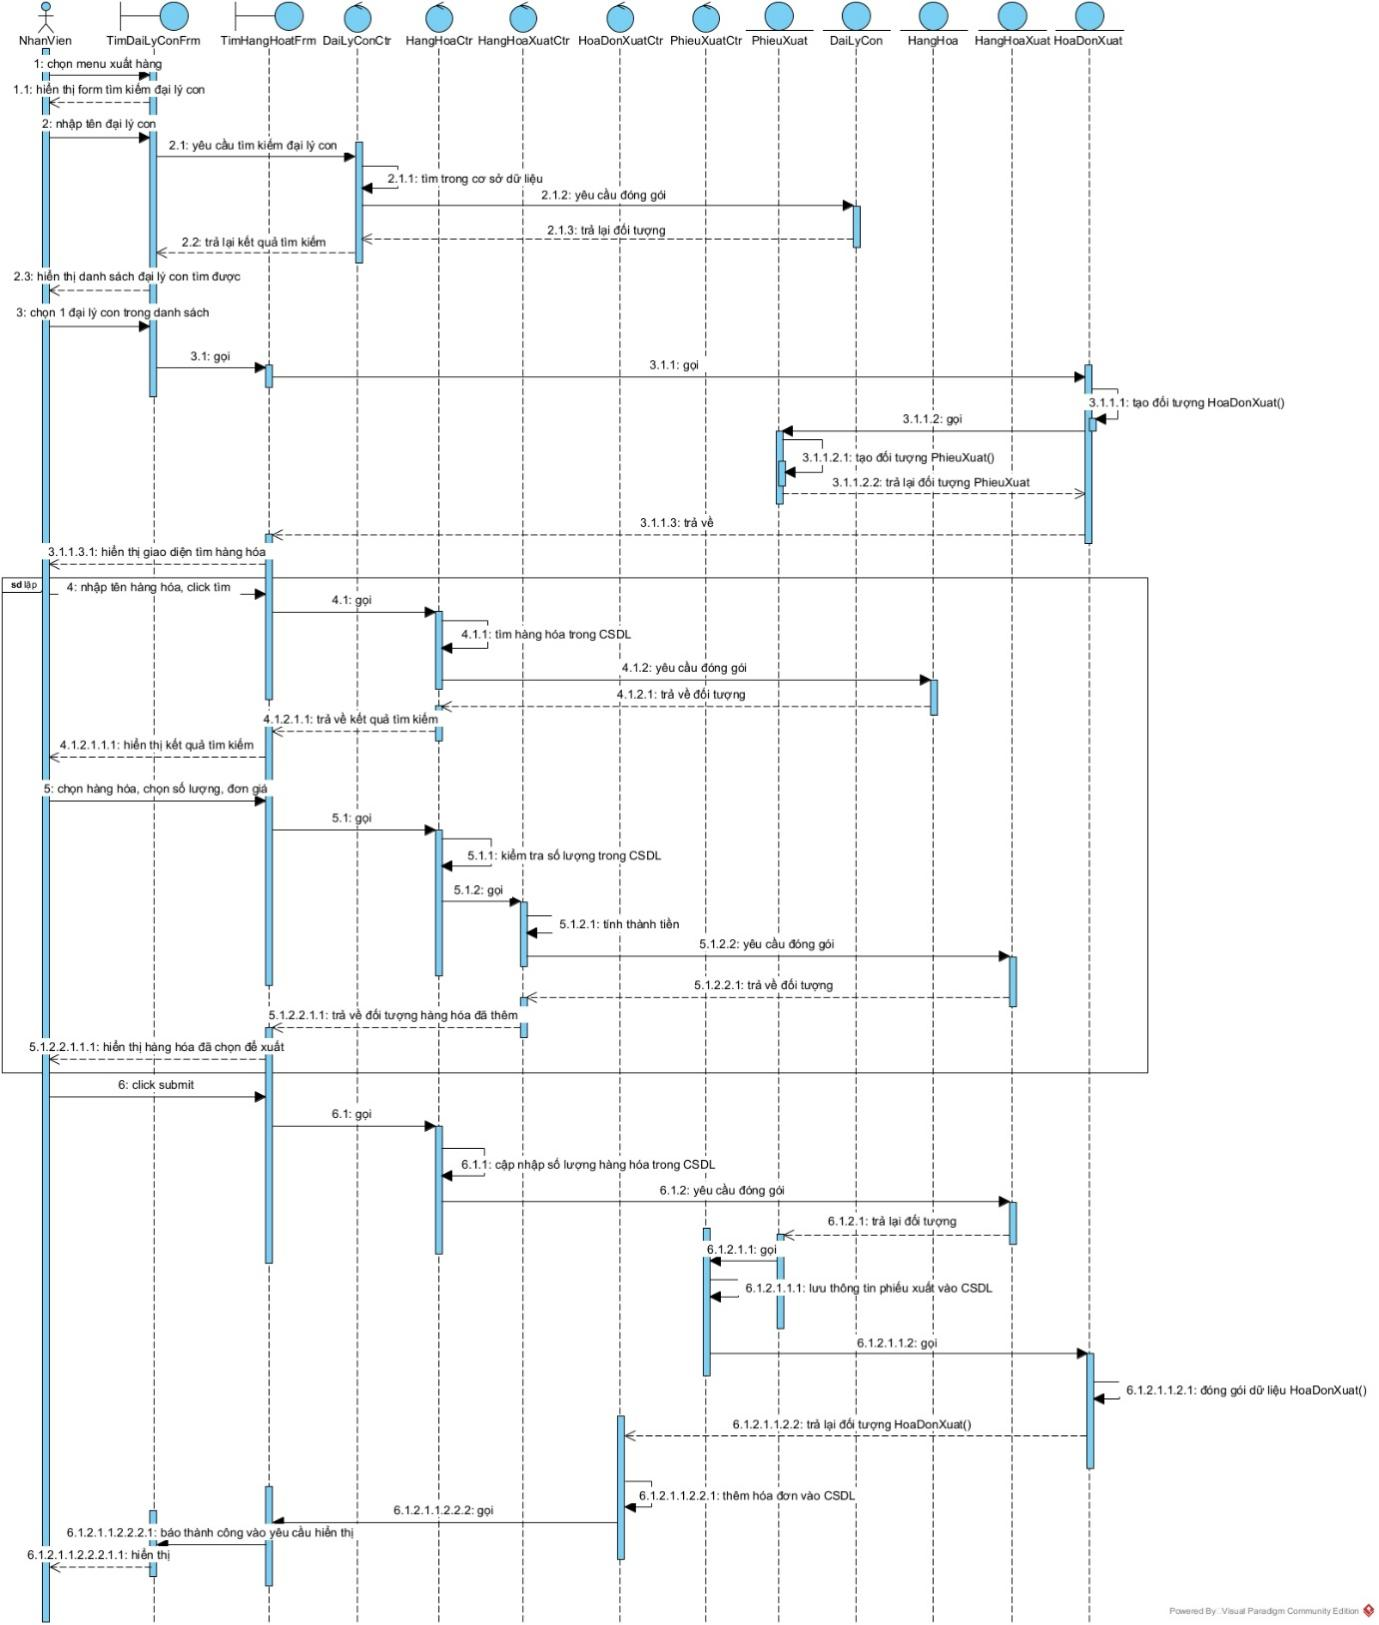 NhanVien
TimDaiLyConFrm
TimHangHoatFrm
DaiLyConCtr
HangHoaCtr
HangHoaXuatCtr
HoaDonXuatCtr
PhieuXuatCtr
PhieuXuat
DaiLyCon
HangHoa
HangHoaXuat
HoaDonXuat
1: chọn menu xuất hàng
1.1: hiển thị form tìm kiếm đại lý con
2: nhập tên đại lý con
2.1: yêu cầu tìm kiếm đại lý con
2.1.1: tìm trong cơ sở dữ liệu
2.1.2: yêu cầu đóng gói
2.1.3: trả lại đối tượng
2.2: trả lại kết quả tìm kiếm
2.3: hiển thị danh sách đại lý con tìm được
3: chọn 1 đại lý con trong danh sách
3.1: gọi
3.1.1: gọi
3.1.1.1: tạo đối tượng HoaDonXuat()
3.1.1.2: gọi
3.1.1.2.1: tạo đối tượng PhieuXuat()
3.1.1.2.2: trả lại đối tượng PhieuXuat
3.1.1.3: trả về
3.1.1.3.1: hiển thị giao diện tìm hàng hóa
sd lặp
4: nhập tên hàng hóa, click tìm
4.1: gọi
4.1.1: tìm hàng hóa trong CSDL
4.1.2: yêu cầu đóng gói
4.1.2.1: trả về đối tượng
4.1.2.1.1: trả về kết quả tìm kiếm
4.1.2.1.1.1: hiển thị kết quả tìm kiếm
5: chọn hàng hóa, chọn số lượng, đơn giá
5.1: gọi
5.1.1: kiểm tra số lượng trong CSDL
5.1.2: gọi
5.1.2.1: tính thành tiền
5.1.2.2: yêu cầu đóng gói
5.1.2.2.1: trả về đối tượng
5.1.2.2.1.1: trả về đối tượng hàng hóa đã thêm
5.1.2.2.1.1.1: hiển thị hàng hóa đã chọn để xuất
6: click submit
6.1: gọi
6.1.1: cập nhập số lượng hàng hóa trong CSDL
6.1.2: yêu cầu đóng gói
6.1.2.1: trả lại đối tượng
6.1.2.1.1: gọi
6.1.2.1.1.1: lưu thông tin phiếu xuất vào CSDL
6.1.2.1.1.2: gọi
6.1.2.1.1.2.1: đóng gói dữ liệu HoaDonXuat()
6.1.2.1.1.2.2: trả lại đối tượng HoaDonXuat()
6.1.2.1.1.2.2.1: thêm hóa đơn vào CSDL
6.1.2.1.1.2.2.2: gọi
6.1.2.1.1.2.2.2.1: báo thành công vào yêu cầu hiển thị
6.1.2.1.1.2.2.2.1.1: hiển thị
Powered By Visual Paradigm Community Edition